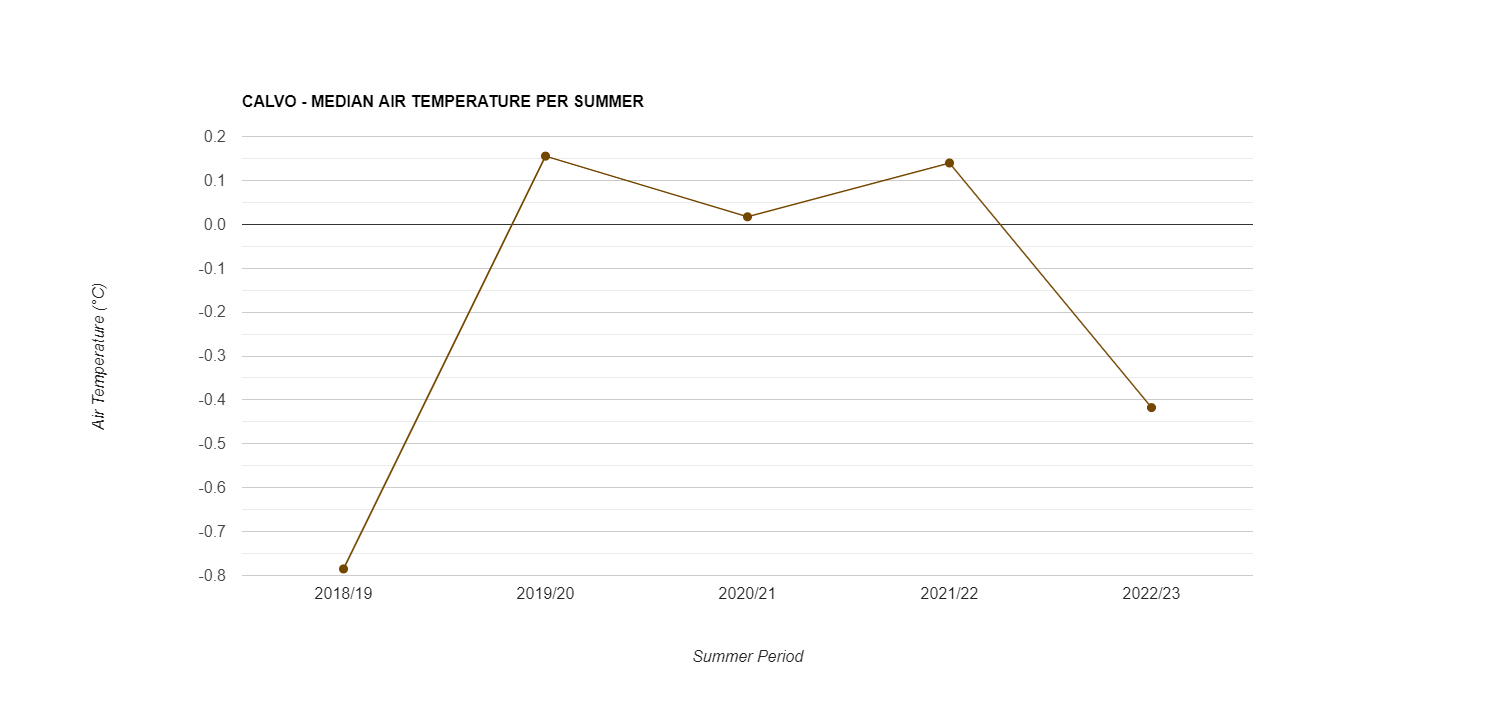 CALVO - MEDIAN AIR TEMPERATURE PER SUMMER
0.2
0.1
0.0
-0.1
-0.2
-0.3
-0.4
-0.5
-0.6
-0.7
-0.8
Air Temperature (°C)
2018/19 2019/20 2020/21 2021/22 2022/23
Summer Period